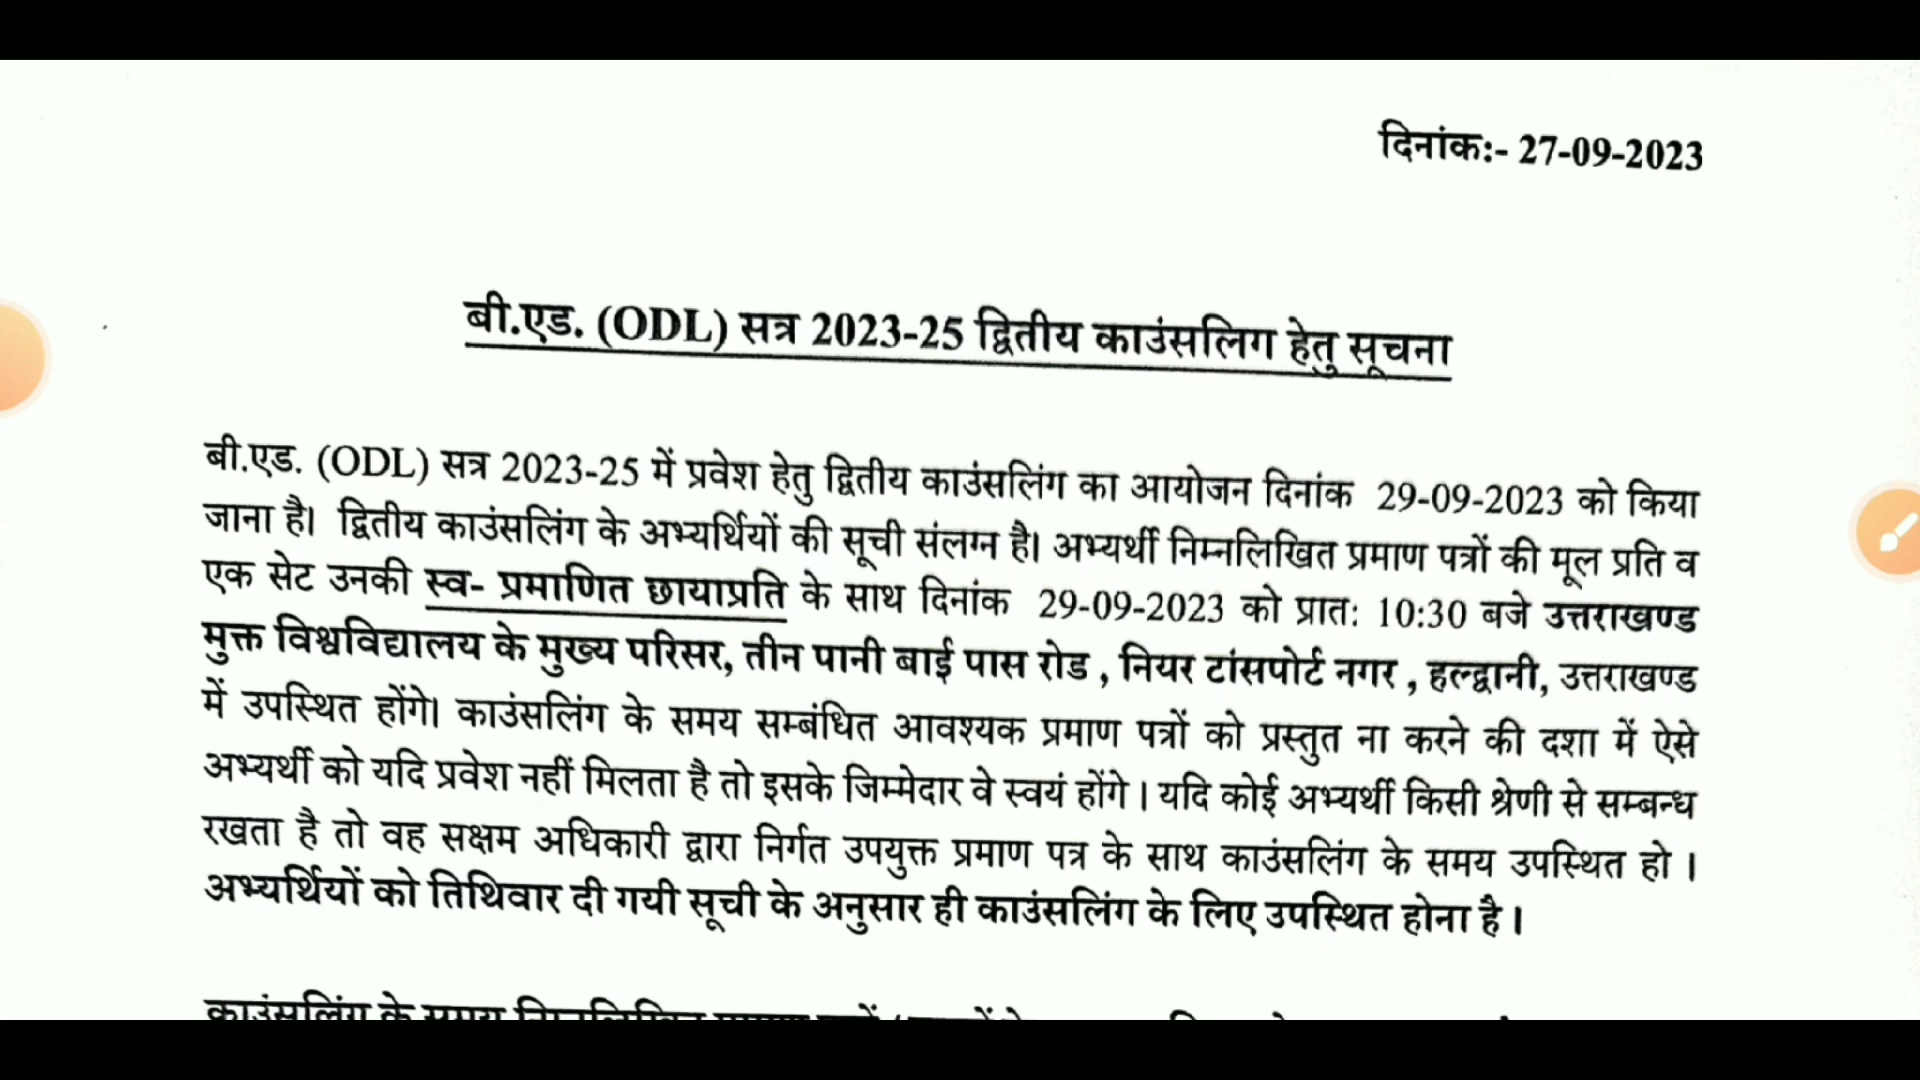 दिनांक:- 27-09-2023
बी.एड. (ODL) सत्र 2023-25 द्वितीय काउंसलिग हेतु सूचना
बी.एड. (ODL) सत्र 2023-25 में प्रवेश हेतु द्वितीय काउंसलिंग का आयोजन दिनांक 29-09-2023 को किया
जाना है। द्वितीय काउंसलिंग के अभ्यर्थियों की सूची संलग्न है। अभ्यर्थी निम्नलिखित प्रमाण पत्रों की मूल प्रति व
एक सेट उनकी स्व- प्रमाणित छायाप्रति के साथ दिनांक 29-09-2023 को प्रात: 10:30 बजे उत्तराखण्ड
मुक्त विश्वविद्यालय के मुख्य परिसर, तीन पानी बाई पास रोड , नियर टांसपोर्ट नगर , हल्द्वानी, उत्तराखण्ड
में उपस्थित होंगे। काउंसलिंग के समय सम्बंधित आवश्यक प्रमाण पत्रों को प्रस्तुत ना करने की दशा में ऐसे
अभ्यर्थी को यदि प्रवेश नहीं मिलता है तो इसके जिम्मेदार वे स्वयं होंगे । यदि कोई अभ्यर्थी किसी श्रेणी से सम्बन्ध
रखता है तो वह सक्षम अधिकारी द्वारा निर्गत उपयुक्त प्रमाण पत्र के साथ काउंसलिंग के समय उपस्थित हो ।
अभ्यर्थियों को तिथिवार दी गयी सूची के अनुसार ही काउंसलिंग के लिए उपस्थित होना है ।
काउंसलिंग के समय निम्नलिखित